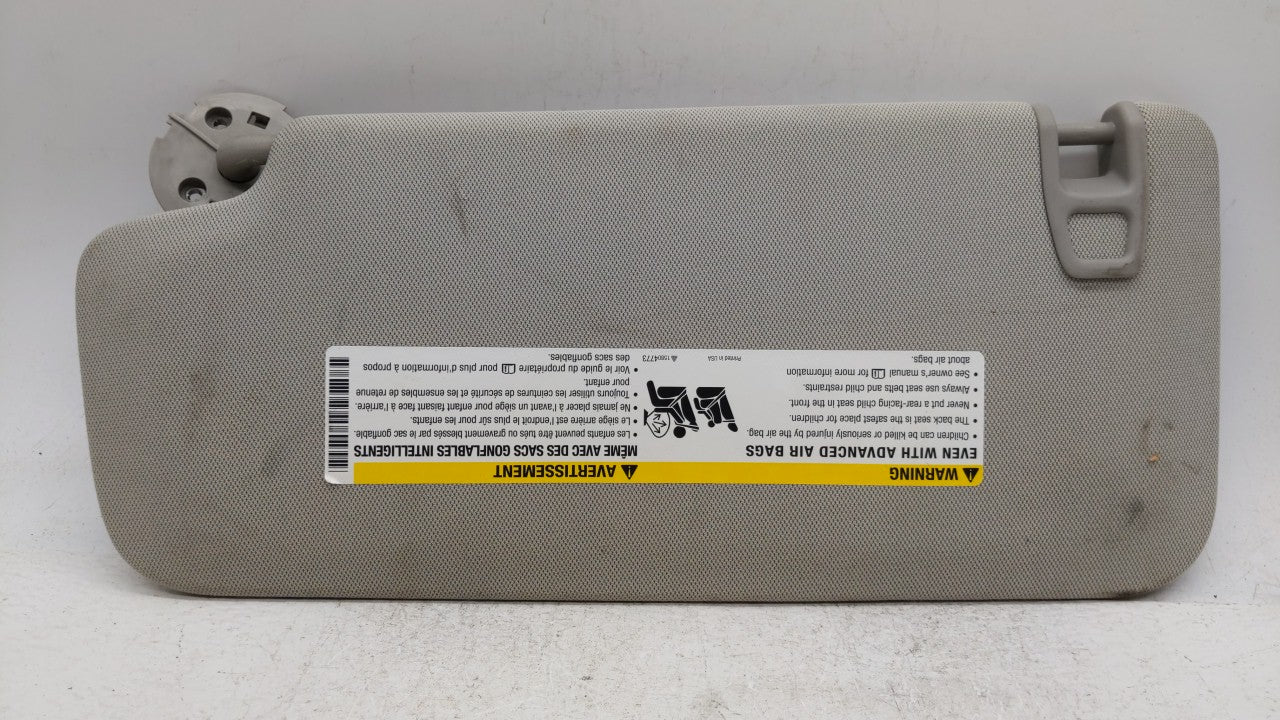 ⚠ WARNING
EVEN WITH ADVANCED AIR BAGS
• Children can be killed or seriously injured by the air bag.
• The back seat is the safest place for children.
• Never put a rear-facing child seat in the front.
• Always use seat belts and child restraints.
• See owner's manual for more information
about air bags.
Printed in USA
15804773
⚠ AVERTISSEMENT
MÊME AVEC DES SACS GONFLABLES INTELLIGENTS
• Les enfants peuvent être tués ou gravement blessés par le sac gonflable.
• Le siège arrière est l'endroit le plus sûr pour les enfants.
• Ne jamais placer à l'avant un siège pour enfant faisant face à l'arrière.
• Toujours utiliser les ceintures de sécurité et les ensembles de retenue
pour enfant.
• Voir le guide du propriétaire pour plus d'information à propos
des sacs gonflables.